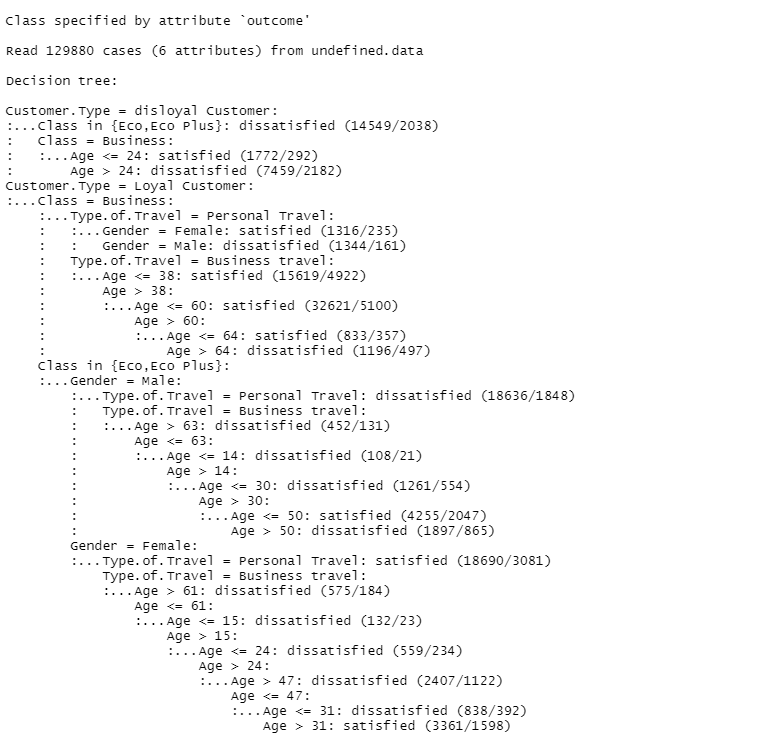 Class specified by attribute `outcome'
Read 129880 cases (6 attributes) from undefined.data
Decision tree:
Customer.Type = disloyal Customer:
:...Class in {Eco,Eco Plus}: dissatisfied (14549/2038)
:   Class = Business:
:   :...Age <= 24: satisfied (1772/292)
:       Age > 24: dissatisfied (7459/2182)
Customer.Type = Loyal Customer:
:...Class = Business:
    :...Type.of.Travel = Personal Travel:
    :   :...Gender = Female: satisfied (1316/235)
    :   :   Gender = Male: dissatisfied (1344/161)
    :   Type.of.Travel = Business travel:
    :   :...Age <= 38: satisfied (15619/4922)
    :       Age > 38:
    :       :...Age <= 60: satisfied (32621/5100)
    :           Age > 60:
    :           :...Age <= 64: satisfied (833/357)
    :               Age > 64: dissatisfied (1196/497)
    Class in {Eco,Eco Plus}:
    :...Gender = Male:
        :...Type.of.Travel = Personal Travel: dissatisfied (18636/1848)
        :   Type.of.Travel = Business travel:
        :   :...Age > 63: dissatisfied (452/131)
        :       Age <= 63:
        :       :...Age <= 14: dissatisfied (108/21)
        :           Age > 14:
        :           :...Age <= 30: dissatisfied (1261/554)
        :               Age > 30:
        :               :...Age <= 50: satisfied (4255/2047)
        :                   Age > 50: dissatisfied (1897/865)
        Gender = Female:
        :...Type.of.Travel = Personal Travel: satisfied (18690/3081)
            Type.of.Travel = Business travel:
            :...Age > 61: dissatisfied (575/184)
                Age <= 61:
                :...Age <= 15: dissatisfied (132/23)
                    Age > 15:
                    :...Age <= 24: dissatisfied (559/234)
                        Age > 24:
                        :...Age > 47: dissatisfied (2407/1122)
                            Age <= 47:
                            :...Age <= 31: dissatisfied (838/392)
                                Age > 31: satisfied (3361/1598)